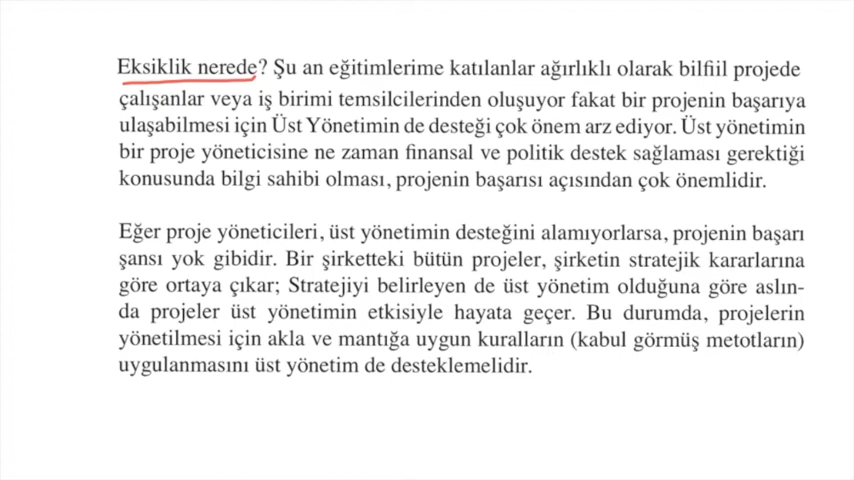 Eksiklik nerede? Şu an eğitimlerime katılanlar ağırlıklı olarak bilfiil projede
çalışanlar veya iş birimi temsilcilerinden oluşuyor fakat bir projenin başarıya
ulaşabilmesi için Üst Yönetimin de desteği çok önem arz ediyor. Üst yönetimin
bir proje yöneticisine ne zaman finansal ve politik destek sağlaması gerektiği
konusunda bilgi sahibi olması, projenin başarısı açısından çok önemlidir.
Eğer proje yöneticileri, üst yönetimin desteğini alamıyorlarsa, projenin başarı
şansı yok gibidir. Bir şirketteki bütün projeler, şirketin stratejik kararlarına
göre ortaya çıkar; Stratejiyi belirleyen de üst yönetim olduğuna göre aslın-
da projeler üst yönetimin etkisiyle hayata geçer. Bu durumda, projelerin
yönetilmesi için akla ve mantığa uygun kuralların (kabul görmüş metotların)
uygulanmasını üst yönetim de desteklemelidir.